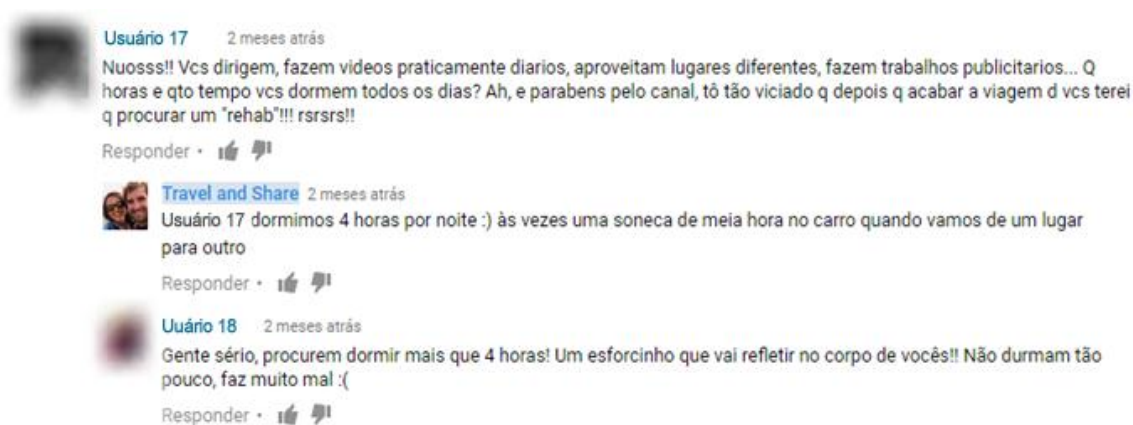 Usuário 17 2 meses atrás
Nuosss!! Vcs dirigem, fazem videos praticamente diarios, aproveitam lugares diferentes, fazem trabalhos publicitarios... Q
horas e qto tempo vcs dormem todos os dias? Ah, e parabens pelo canal, tô tão viciado q depois q acabar a viagem d vcs terei
q procurar um "rehab"!!! rsrsrs!!
Responder •
Travel and Share 2 meses atrás
Usuário 17 dormimos 4 horas por noite :) às vezes uma soneca de meia hora no carro quando vamos de um lugar
para outro
Responder •
Uuário 18 2 meses atrás
Gente sério, procurem dormir mais que 4 horas! Um esforcinho que vai refletir no corpo de vocês!! Não durmam tão
pouco, faz muito mal :(
Responder •